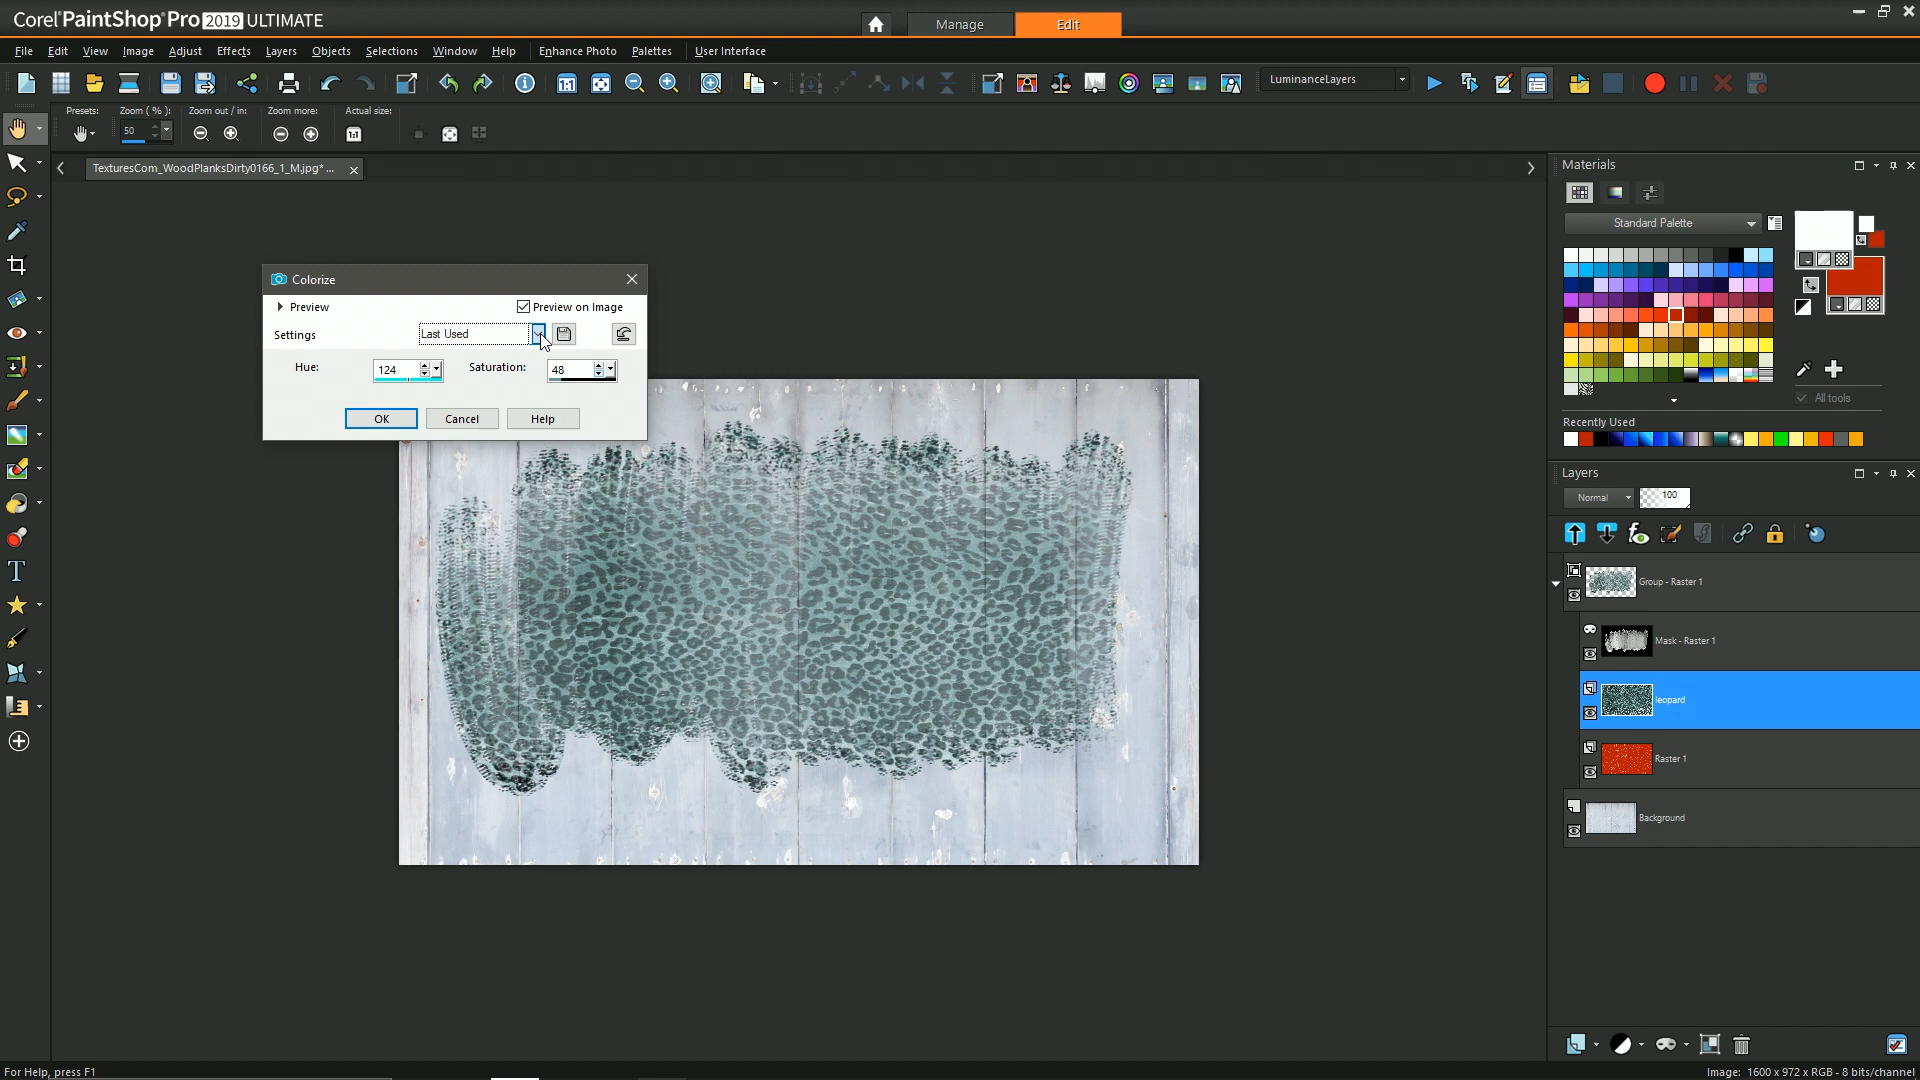 Corel PaintShop Pro 2019 ULTIMATE
Manage
Edit
File Edit View Image Adjust Effects Layers Objects Selections Window Help Enhance Photo Palettes User Interface
LuminanceLayers
Presets: Zoom ( % ): Zoom out / in: Zoom more: Actual size:
50
TexturesCom_WoodPlanksDirty0166_1_M.jpg* ...
Colorize
Preview
Preview on Image
Settings
Last Used
Hue:
124
Saturation:
48
OK
Cancel
Help
Materials
Standard Palette
All tools
Recently Used
Layers
Normal
100
Group - Raster 1
Mask - Raster 1
leopard
Raster 1
Background
For Help, press F1
Image: 1600 x 972 x RGB - 8 bits/channel